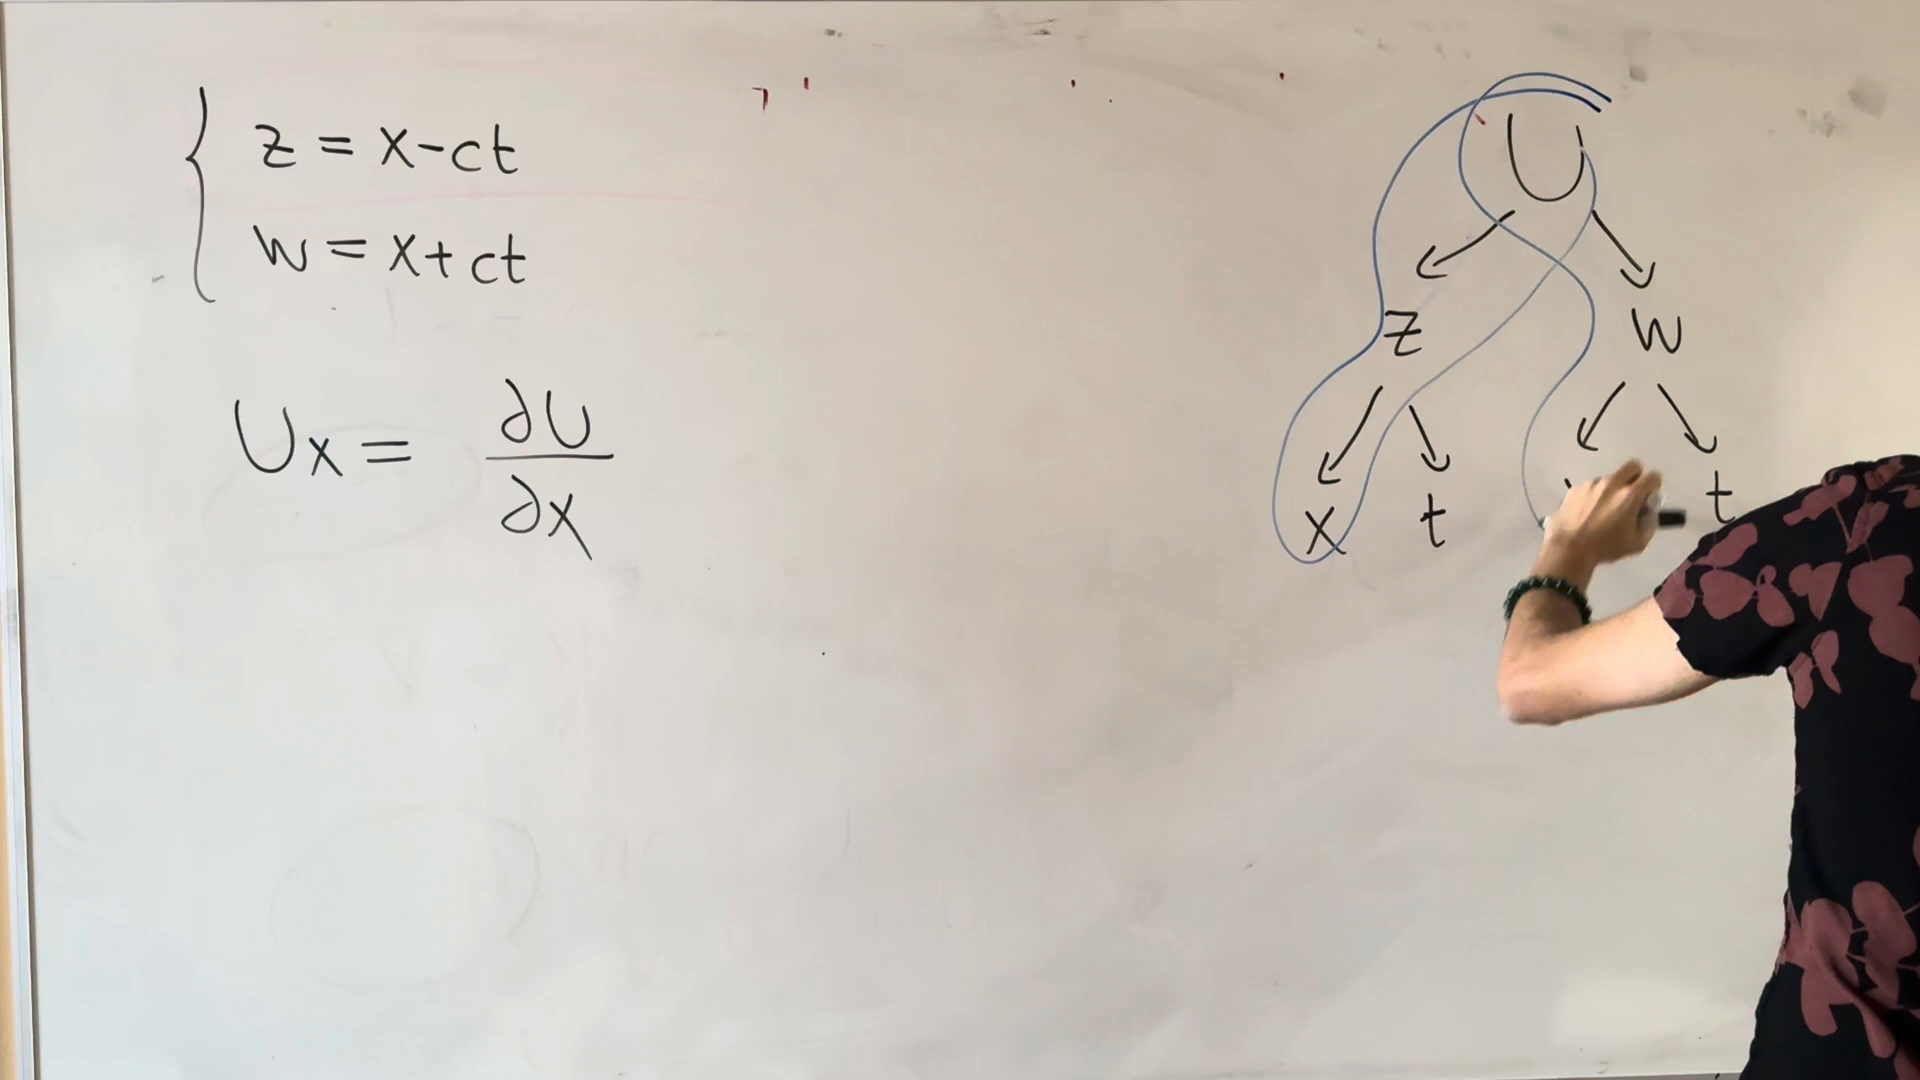 z = x-ct
w = x+ct
Ux = ∂U/∂x
U
z w
x t t